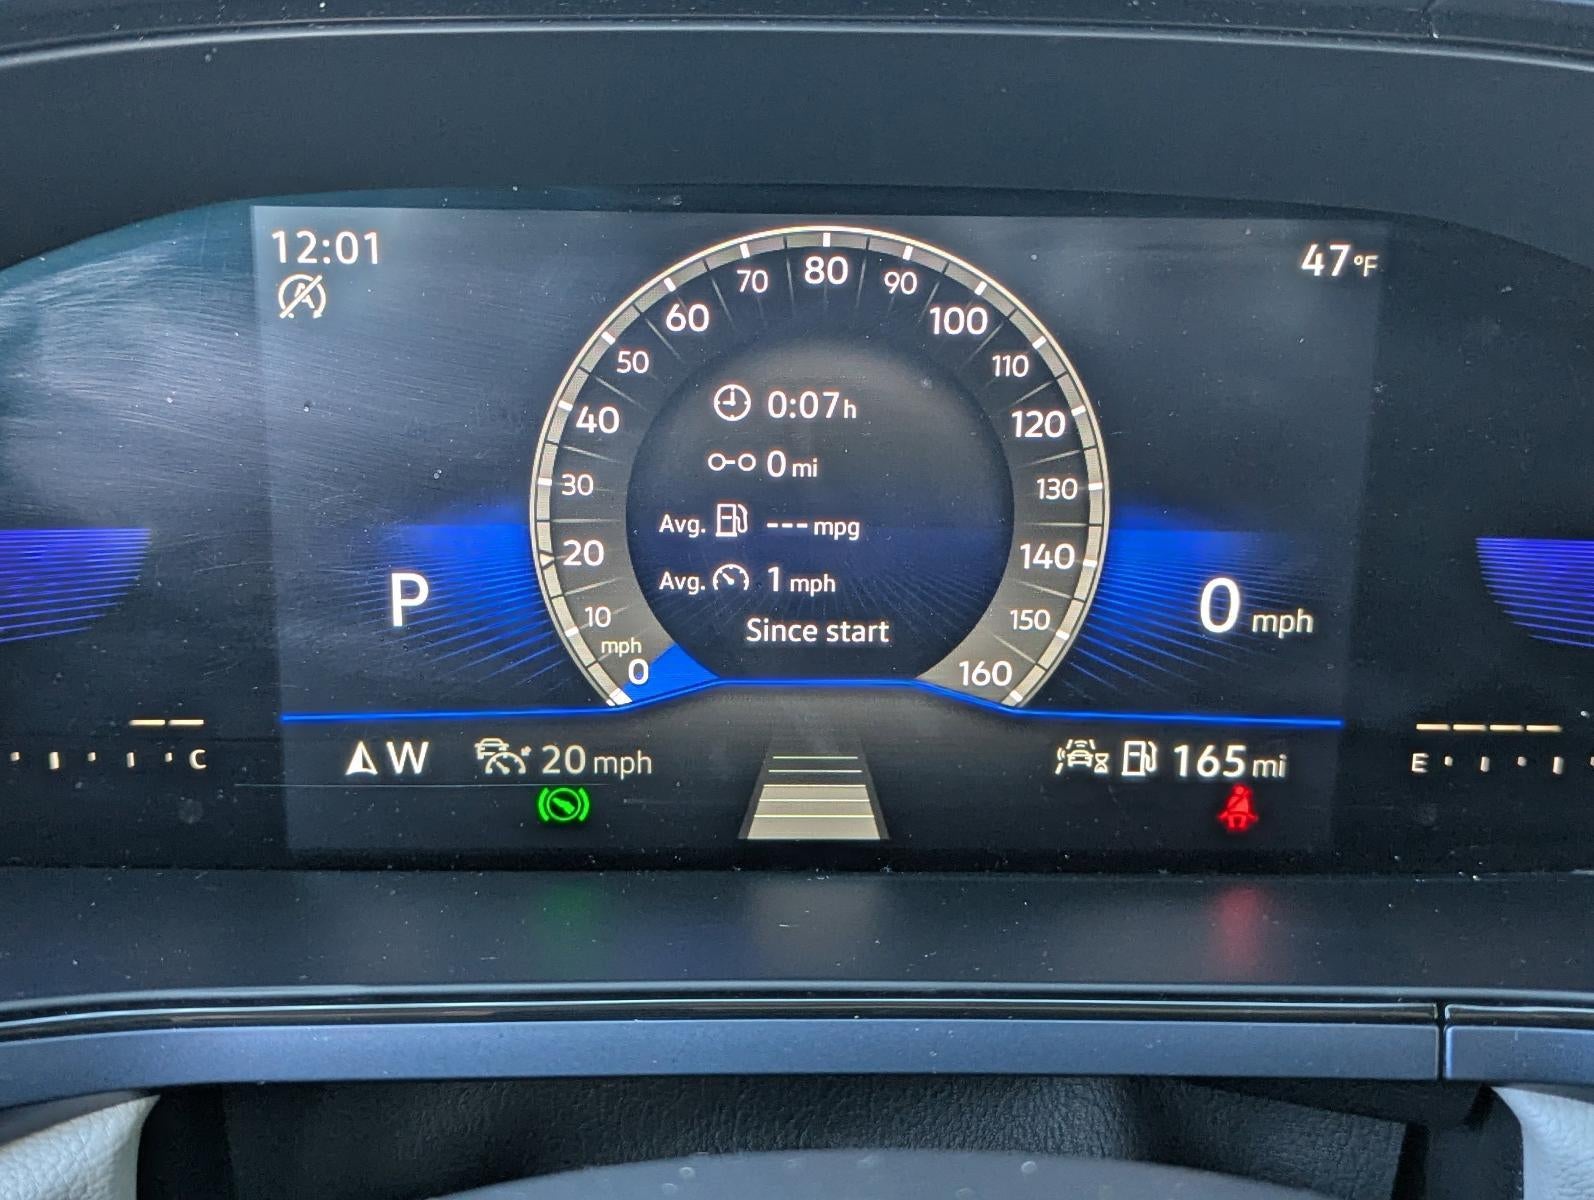 12:01
47°F
A
80
70
90
60
100
50
110
40
120
30
130
20
140
10
150
mph
0
160
0:07 h
0 mi
Avg. --- mpg
Avg. 1 mph
Since start
P
0 mph
C
W
20 mph
165 mi
E